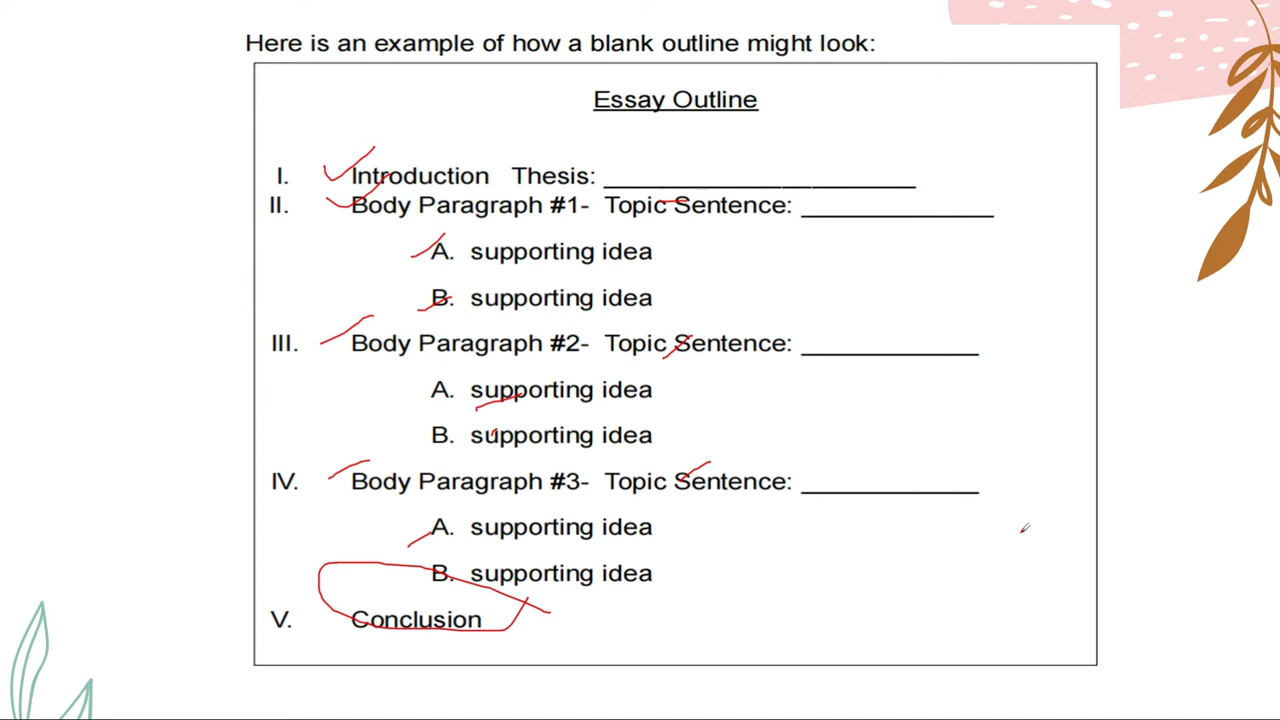 Here is an example of how a blank outline might look:
Essay Outline
I. Introduction Thesis: ___________________________
II. Body Paragraph #1- Topic Sentence: ________________
A. supporting idea
B. supporting idea
III. Body Paragraph #2- Topic Sentence: ______________
A. supporting idea
B. supporting idea
IV. Body Paragraph #3- Topic Sentence: ______________
A. supporting idea
B. supporting idea
V. Conclusion